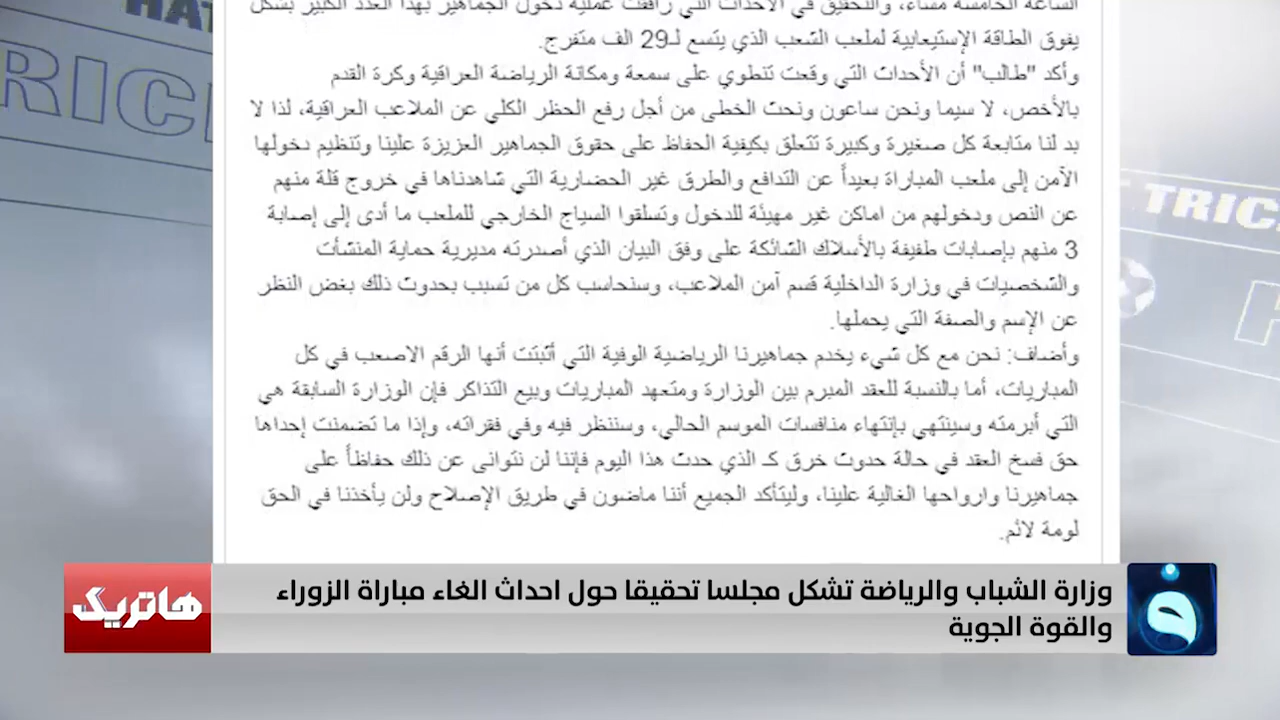 HAT
TRIC
الساعة الخامسة مساء، والتحقيق في الأحداث التي رافقت عملية دخول الجماهير بهذا العدد الكبير بشكل
يفوق الطاقة الإستيعابية لملعب الشعب الذي يتسع لـ29 الف متفرج.
وأكد "طالب" أن الأحداث التي وقعت تنطوي على سمعة ومكانة الرياضة العراقية وكرة القدم
بالأخص، لا سيما ونحن ساعون ونحث الخطى من أجل رفع الحظر الكلي عن الملاعب العراقية، لذا لا
بد لنا متابعة كل صغيرة وكبيرة تتعلق بكيفية الحفاظ على حقوق الجماهير العزيزة علينا وتنظيم دخولها
الآمن إلى ملعب المباراة بعيداً عن التدافع والطرق غير الحضارية التي شاهدناها في خروج قلة منهم
عن النص ودخولهم من اماكن غير مهيئة للدخول وتسلقوا السياج الخارجي للملعب ما أدى إلى إصابة
3 منهم بإصابات طفيفة بالأسلاك الشائكة على وفق البيان الذي أصدرته مديرية حماية المنشأت
والشخصيات في وزارة الداخلية قسم آمن الملاعب، وسنحاسب كل من تسبب بحدوث ذلك بغض النظر
عن الإسم والصفة التي يحملها.
وأضاف: نحن مع كل شيء يخدم جماهيرنا الرياضية الوفية التي أثبتت أنها الرقم الاصعب في كل
المباريات، أما بالنسبة للعقد المبرم بين الوزارة ومتعهد المباريات وبيع التذاكر فإن الوزارة السابقة هي
التي أبرمته وسينتهي بإنتهاء منافسات الموسم الحالي، وسننظر فيه وفي فقراته، وإذا ما تضمنت إحداها
حق فسخ العقد في حالة حدوث خرق كـ الذي حدث هذا اليوم فإننا لن نتوانى عن ذلك حفاظاً على
جماهيرنا وارواحها الغالية علينا، وليتأكد الجميع أننا ماضون في طريق الإصلاح ولن يأخذنا في الحق
لومة لائم.
TRIC
وزارة الشباب والرياضة تشكل مجلسا تحقيقا حول احداث الغاء مباراة الزوراء
والقوة الجوية
هاتريك